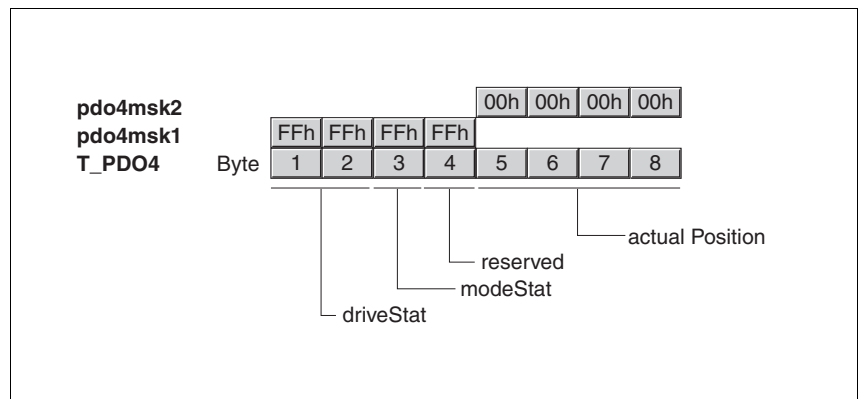 pdo4msk2 00h 00h 00h 00h
pdo4msk1 FFh FFh FFh FFh
T_PDO4 Byte 1 2 3 4 5 6 7 8
actual Position
reserved
modeStat
driveStat